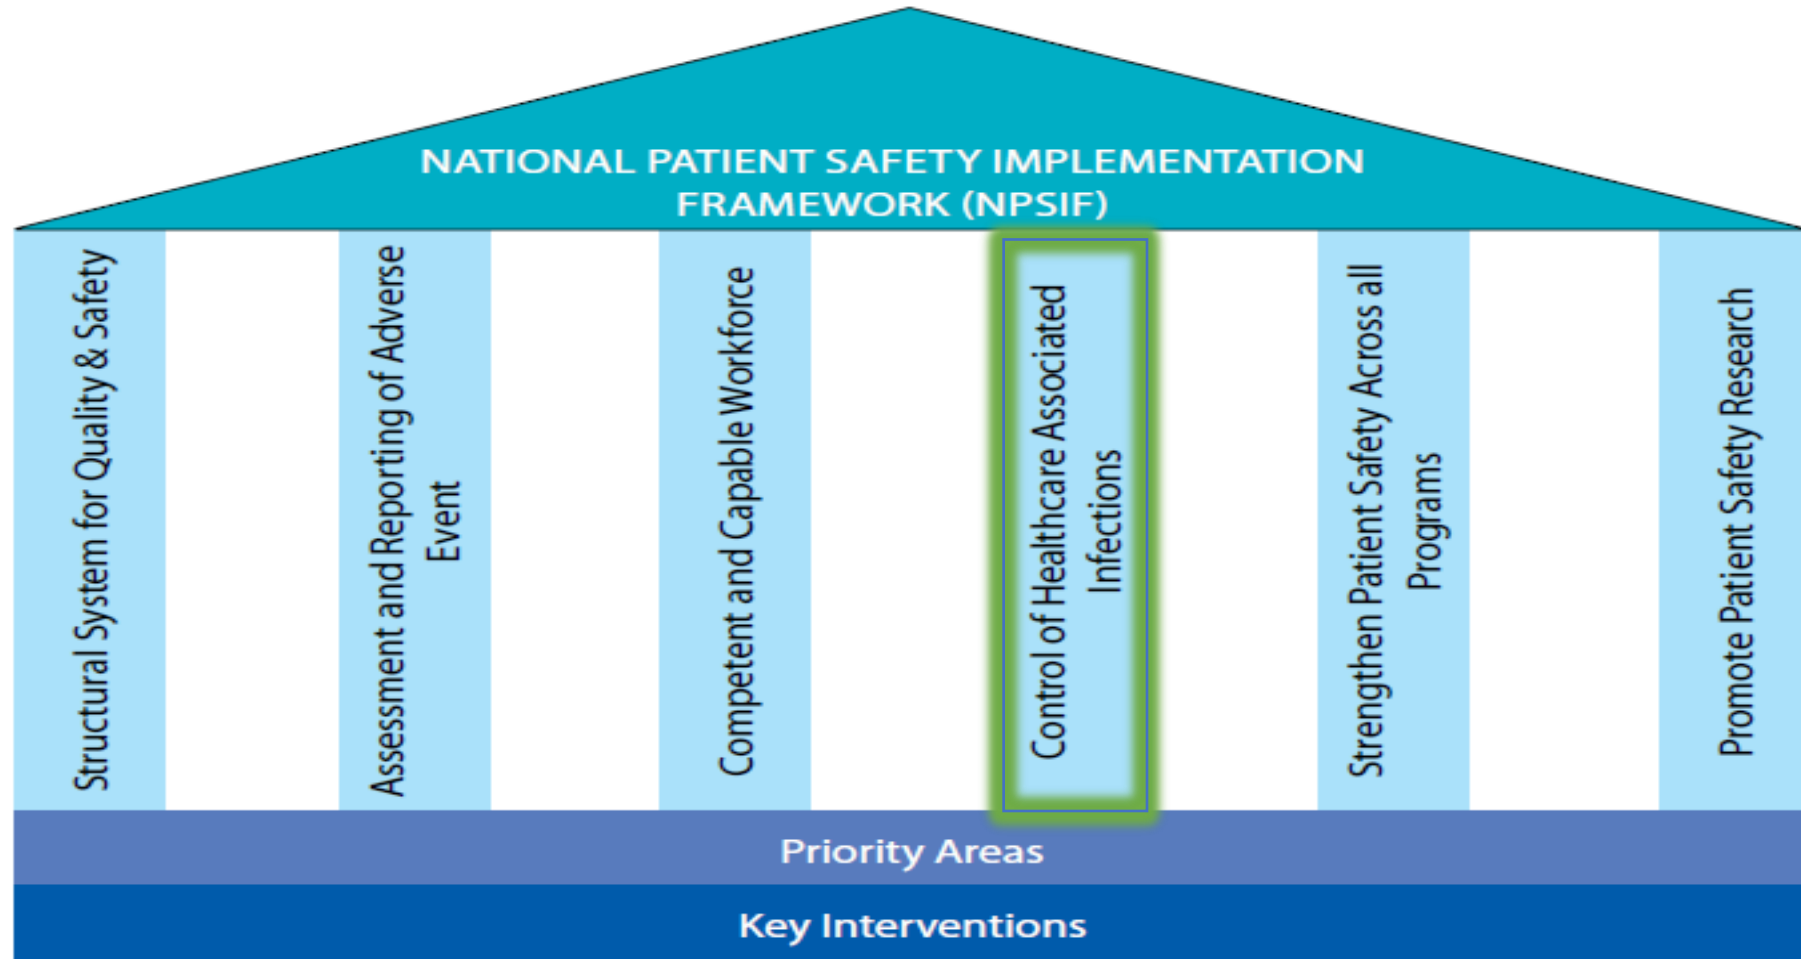 NATIONAL PATIENT SAFETY IMPLEMENTATION
FRAMEWORK (NPSIF)
Structural System for Quality & Safety
Assessment and Reporting of Adverse
Event
Competent and Capable Workforce
Control of Healthcare Associated
Infections
Strengthen Patient Safety Across all
Programs
Promote Patient Safety Research
Priority Areas
Key Interventions